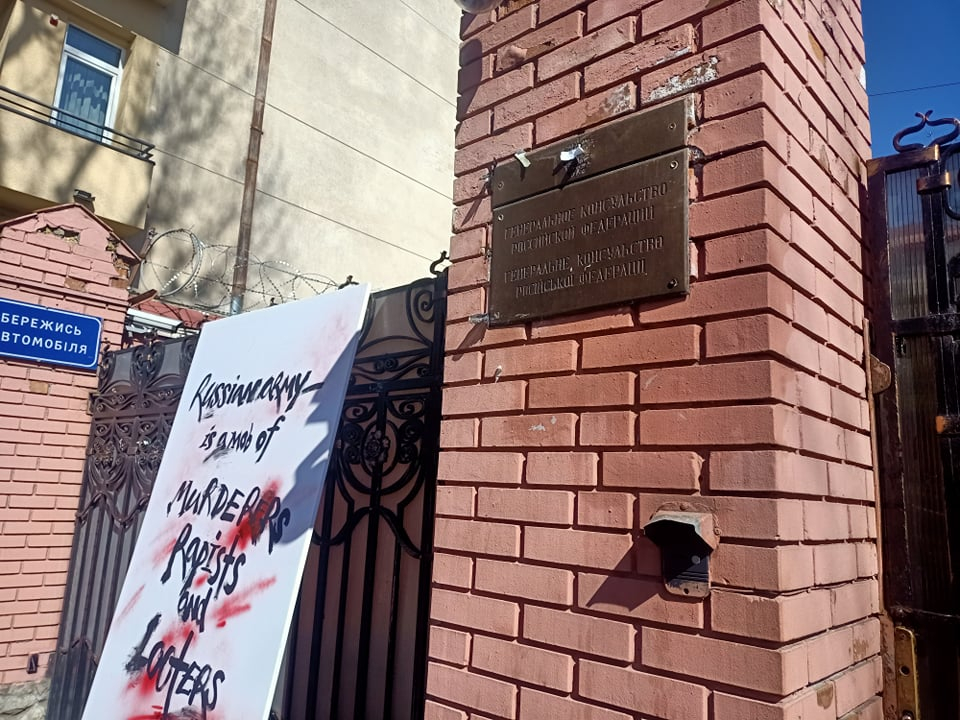 БЕРЕЖИСЬ
ВТОМОБІЛЯ
Russian army—
is a mob of
MURDERERS
Rapists
and
LOOTERS
ГЕНЕРАЛЬНОЕ КОНСУЛЬСТВО
РОССИЙСКОЙ ФЕДЕРАЦИИ
ГЕНЕРАЛЬНЕ КОНСУЛЬСТВО
РОСІЙСЬКОЇ ФЕДЕРАЦІЇ